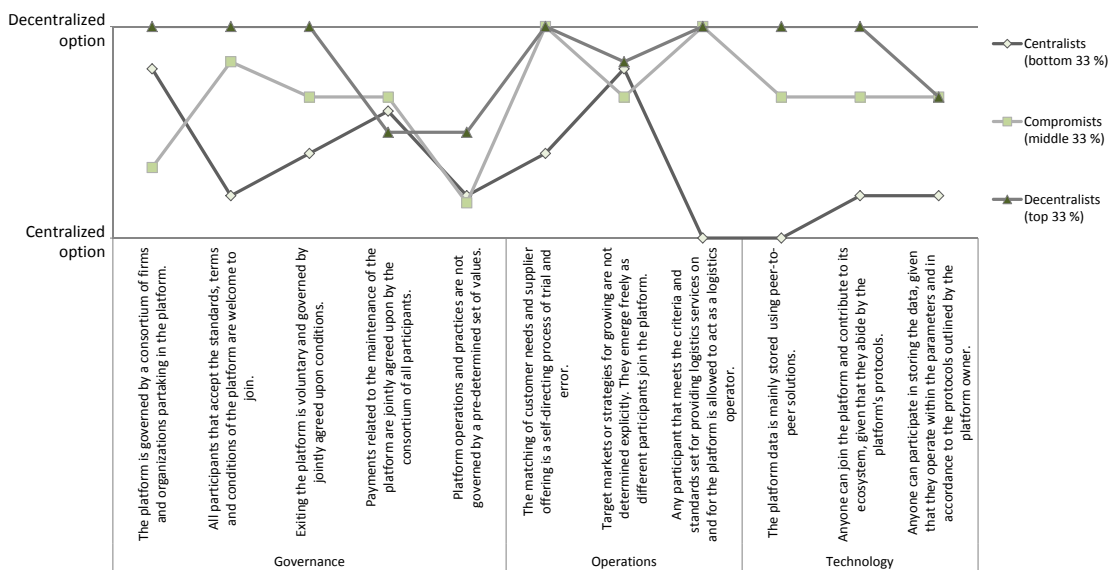 Decentralized
option
Centralized
option
Centralists
(bottom 33 %)
Compromists
(middle 33 %)
Decentralists
(top 33 %)
The platform is governed by a consortium of firms
and organizations partaking in the platform.
All participants that accept the standards, terms
and conditions of the platform are welcome to
join.
Exiting the platform is voluntary and governed by
jointly agreed upon conditions.
Payments related to the maintenance of the
platform are jointly agreed upon by the
consortium of all participants.
Platform operations and practices are not
governed by a pre-determined set of values.
The matching of customer needs and supplier
offering is a self-directing process of trial and
error.
Target markets or strategies for growing are not
determined explicitly. They emerge freely as
different participants join the platform.
Any participant that meets the criteria and
standards set for providing logistics services on
and for the platform is allowed to act as a logistics
operator.
The platform data is mainly stored using peer-to-
peer solutions.
Anyone can join the platform and contribute to its
ecosystem, given that they abide by the
platform's protocols.
Anyone can participate in storing the data, given
that they operate within the parameters and in
accordance to the protocols outlined by the
platform owner.
Governance
Operations
Technology